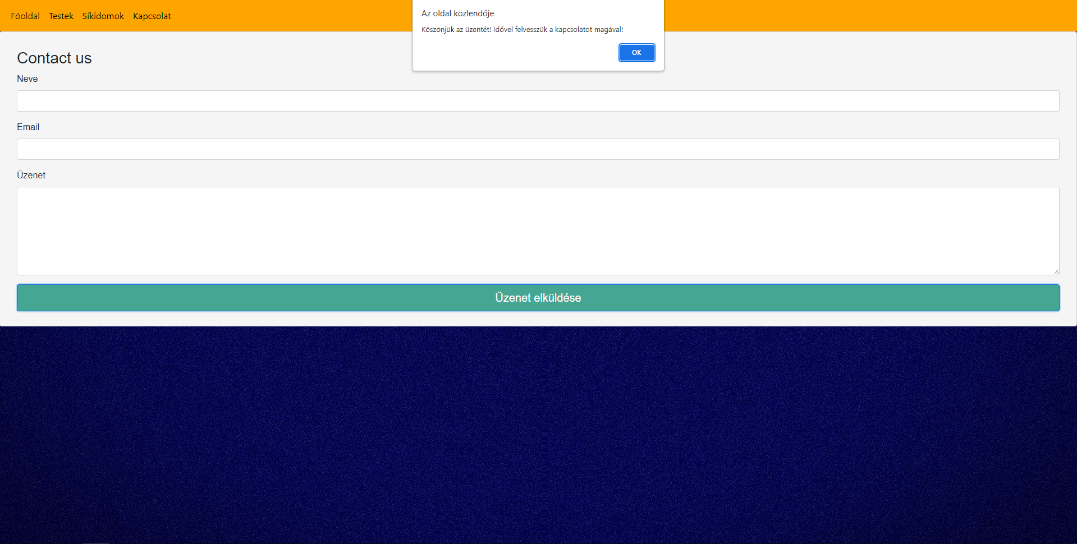 Főoldal Testek Síkidomok Kapcsolat
Az oldal közlendője
Köszönjük az üzentét! Idővel felvesszük a kapcsolatot magával!
OK
Contact us
Neve
Email
Üzenet
Üzenet elküldése